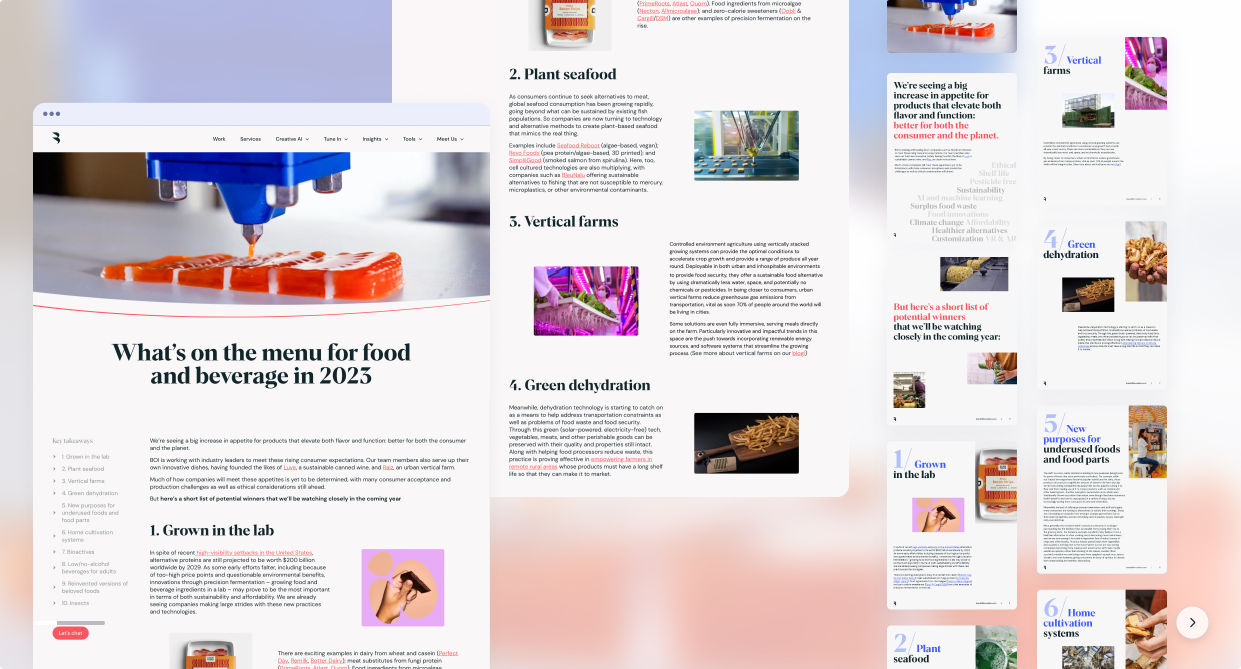 Work Services Creative AI Tune In Insights Tools Meet Us
What's on the menu for food
and beverage in 2023
key takeaways
1. Grown in the lab
2. Plant seafood
3. Vertical farms
4. Green dehydration
5. New purposes for
underused foods and
food parts
6. Home cultivation
systems
7. Bioactives
8. Low/no-alcohol
beverages for adults
9. Reinvented versions of
beloved foods
10. Insects
Let's chat
We're seeing a big increase in appetite for products that elevate both flavor and function: better for both the consumer
and the planet.
BOI is working with industry leaders to meet these rising consumer expectations. Our team members also serve up their
own innovative dishes, having founded the likes of Luve, a sustainable canned wine, and Raiz, an urban vertical farm.
Much of how companies will meet these appetites is yet to be determined, with many consumer acceptance and
production challenges as well as ethical considerations still ahead.
But here's a short list of potential winners that we'll be watching closely in the coming year
1. Grown in the lab
In spite of recent high-visibility setbacks in the United States,
alternative proteins are still projected to be worth $200 billion
worldwide by 2029. As some early efforts falter, including because
of too-high price points and questionable environmental benefits,
innovations through precision fermentation – growing food and
beverage ingredients in a lab – may prove to be the most important
in terms of both sustainability and affordability. We are already
seeing companies making large strides with these new practices
and technologies.
There are exciting examples in dairy from wheat and casein (Perfect
Day, Remilk, Better Dairy); meat substitutes from fungi protein
(PrimeRoots, Atlast, Quorn). Food ingredients from microalgae
(PrimeRoots, Atlast, Quorn). Food ingredients from microalgae
(Necton, Allmicroalgae); and zero-calorie sweeteners (Oobli &
Cargill/DSM) are other examples of precision fermentation on the
rise.
2. Plant seafood
As consumers continue to seek alternatives to meat,
global seafood consumption has been growing rapidly,
going beyond what can be sustained by existing fish
populations. So companies are now turning to technology
and alternative methods to create plant-based seafood
that mimics the real thing.
Examples include Seafood Reboot (algae-based, vegan);
Revo Foods (pea protein/algae-based, 3D printed); and
Simp&Good (smoked salmon from spirulina). Here, too,
cell cultured technologies are also multiplying, with
companies such as BlueNalu offering sustainable
alternatives to fishing that are not susceptible to mercury,
microplastics, or other environmental contaminants.
3. Vertical farms
Controlled environment agriculture using vertically stacked
growing systems can provide the optimal conditions to
accelerate crop growth and provide a range of produce all year
round. Deployable in both urban and inhospitable environments
to provide food security, they offer a sustainable food alternative
by using dramatically less water, space, and potentially no
chemicals or pesticides. In being closer to consumers, urban
vertical farms reduce greenhouse gas emissions from
transportation, vital as soon 70% of people around the world will
be living in cities.
Some solutions are even fully immersive, serving meals directly
on the farm. Particularly innovative and impactful trends in this
space are the push towards incorporating renewable energy
sources, and software systems that streamline the growing
process. (See more about vertical farms on our blog!)
4. Green dehydration
Meanwhile, dehydration technology is starting to catch on
as a means to help address transportation constraints as
well as problems of food waste and food security.
Through this green (solar-powered, electricity-free) tech,
vegetables, meats, and other perishable goods can be
preserved with their quality and properties still intact.
Along with helping food processors reduce waste, this
practice is proving effective in empowering farmers in
remote rural areas whose products must have a long shelf
life so that they can make it to market.
We're seeing a big
increase in appetite for
products that elevate both
flavor and function:
better for both the
consumer and the planet.
Ethical
Shelf life
Pesticide free
Sustainability
AI and machine learning
Surplus food waste
Food innovations
Climate change Affordability
Healthier alternatives
Customization VR & AR
But here's a short list of
potential winners
that we'll be watching
closely in the coming year:
1/ Grown
in the lab
2/ Plant
seafood
3/ Vertical
farms
4/ Green
dehydration
5/ New
purposes for
underused foods
and food parts
6/ Home
cultivation
systems